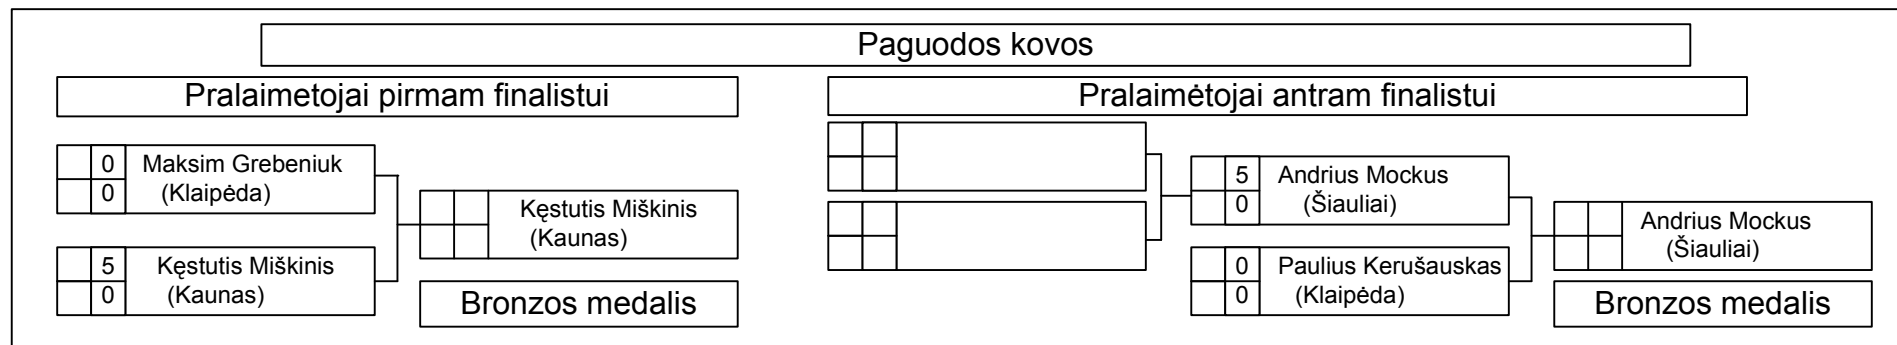 Paguodos kovos
Pralaimetojai pirmam finalistui
0 Maksim Grebeniuk
0 (Klaipėda)
5 Kęstutis Miškinis
0 (Kaunas)
Kęstutis Miškinis
(Kaunas)
Bronzos medalis
Pralaimėtojai antram finalistui
5 Andrius Mockus
0 (Šiauliai)
0 Paulius Kerušauskas
0 (Klaipėda)
Andrius Mockus
(Šiauliai)
Bronzos medalis